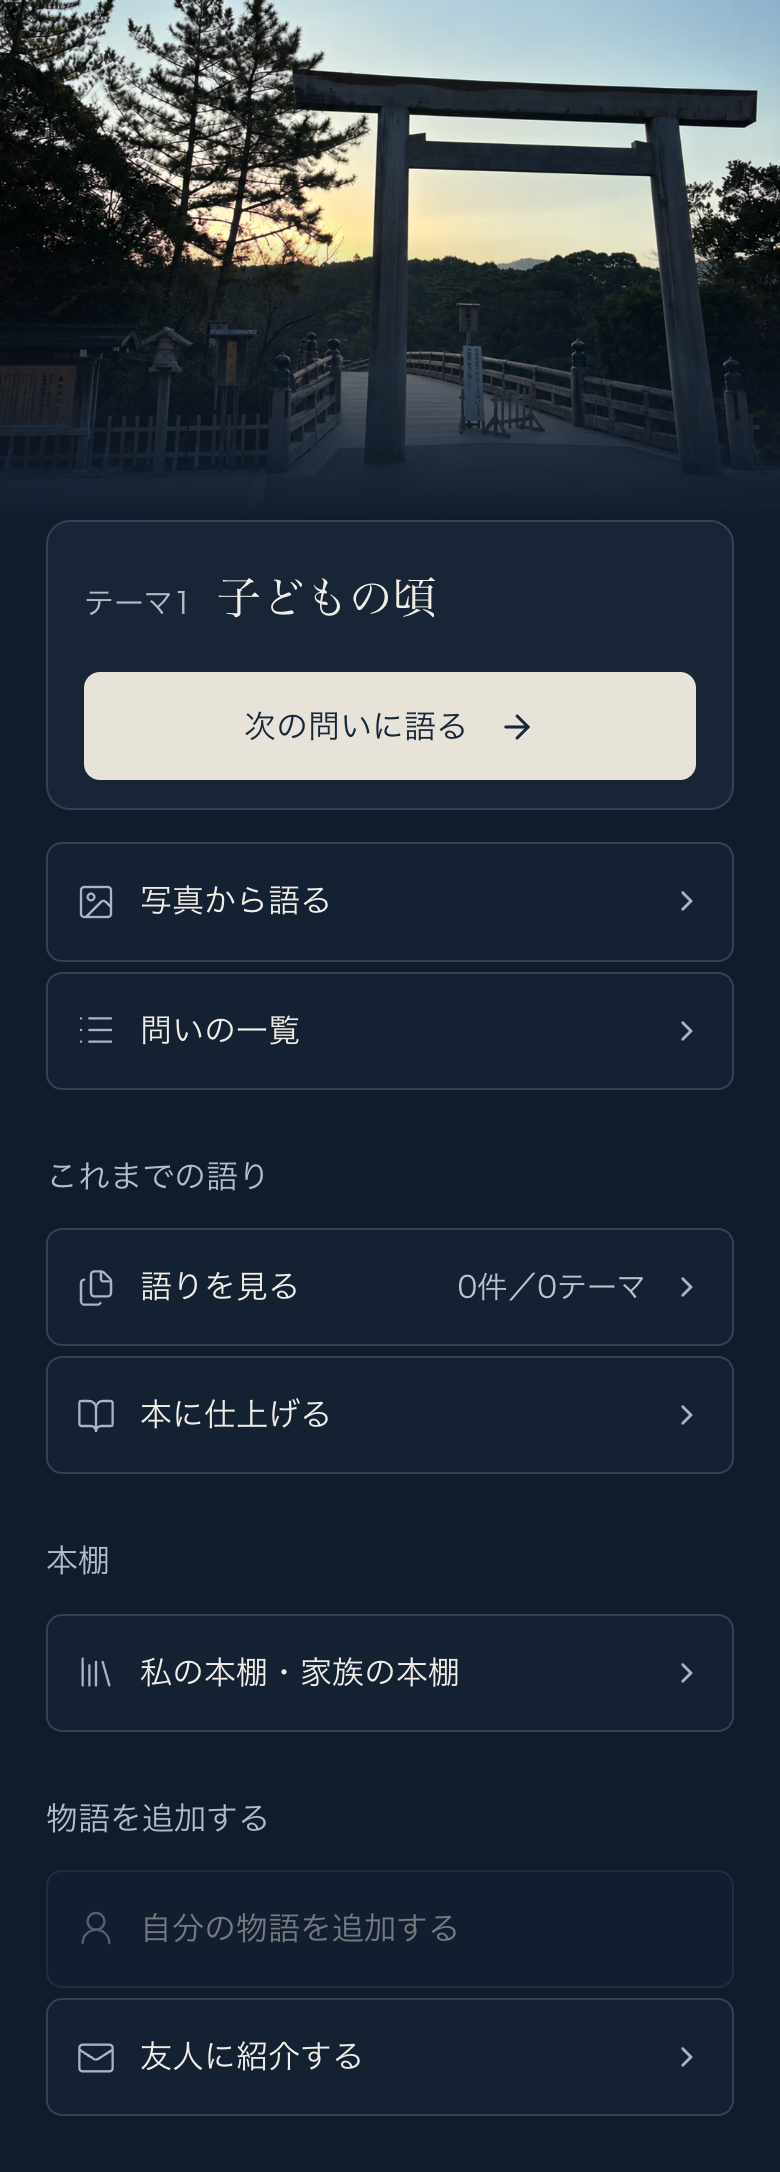 テーマ1 子どもの頃
次の問いに語る →
写真から語る
問いの一覧
これまでの語り
語りを見る 0件／0テーマ
本に仕上げる
本棚
私の本棚・家族の本棚
物語を追加する
自分の物語を追加する
友人に紹介する